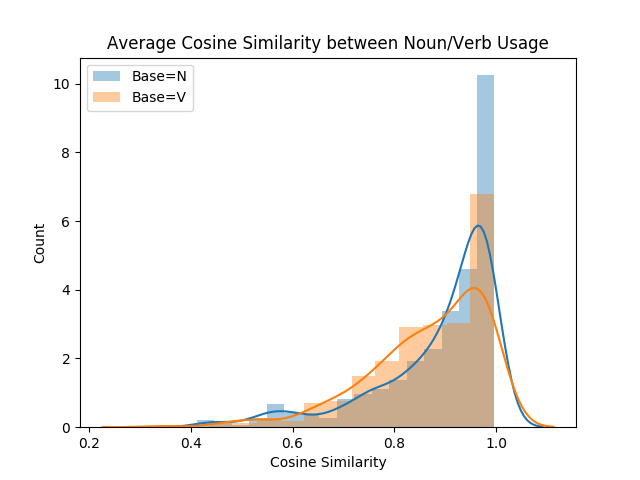 Average Cosine Similarity between Noun/Verb Usage
Base=N
Base=V
Count
10
8
6
4
2
0
0.2 0.4 0.6 0.8 1.0
Cosine Similarity